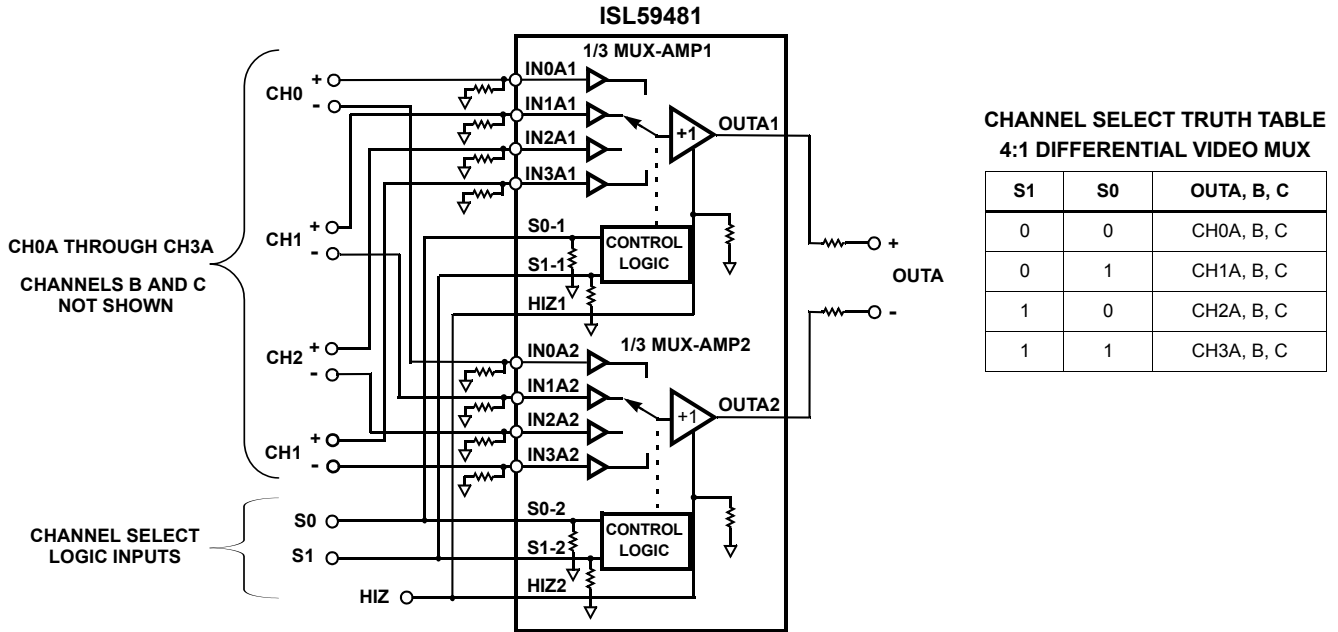 ISL59481
1/3 MUX-AMP1
CH0
+
-
IN0A1
IN1A1
IN2A1
IN3A1
+1
OUTA1
CH1
+
-
S0-1
S1-1
HIZ1
CONTROL
LOGIC
CH0A THROUGH CH3A
CHANNELS B AND C
NOT SHOWN
+
OUTA
-
1/3 MUX-AMP2
CH2
+
-
IN0A2
IN1A2
IN2A2
IN3A2
+1
OUTA2
CH1
+
-
CHANNEL SELECT
LOGIC INPUTS
S0
S1
HIZ
S0-2
S1-2
HIZ2
CONTROL
LOGIC
CHANNEL SELECT TRUTH TABLE
4:1 DIFFERENTIAL VIDEO MUX
S1 S0 OUTA, B, C
0 0 CH0A, B, C
0 1 CH1A, B, C
1 0 CH2A, B, C
1 1 CH3A, B, C